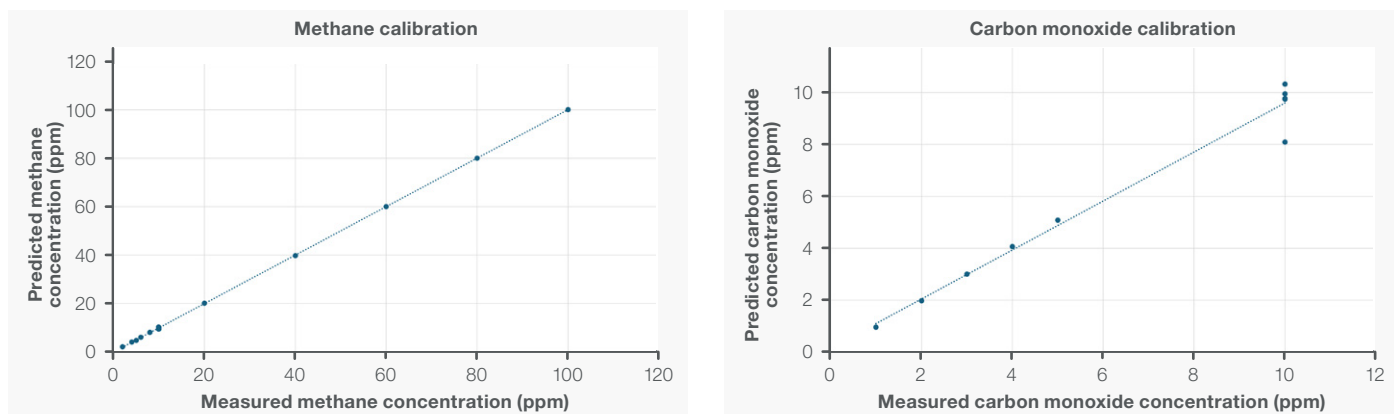 Methane calibration
Predicted methane
concentration (ppm)
120
100
80
60
40
20
0
0 20 40 60 80 100 120
Measured methane concentration (ppm)
Carbon monoxide calibration
Predicted carbon monoxide
concentration (ppm)
10
8
6
4
2
0
0 2 4 6 8 10 12
Measured carbon monoxide concentration (ppm)